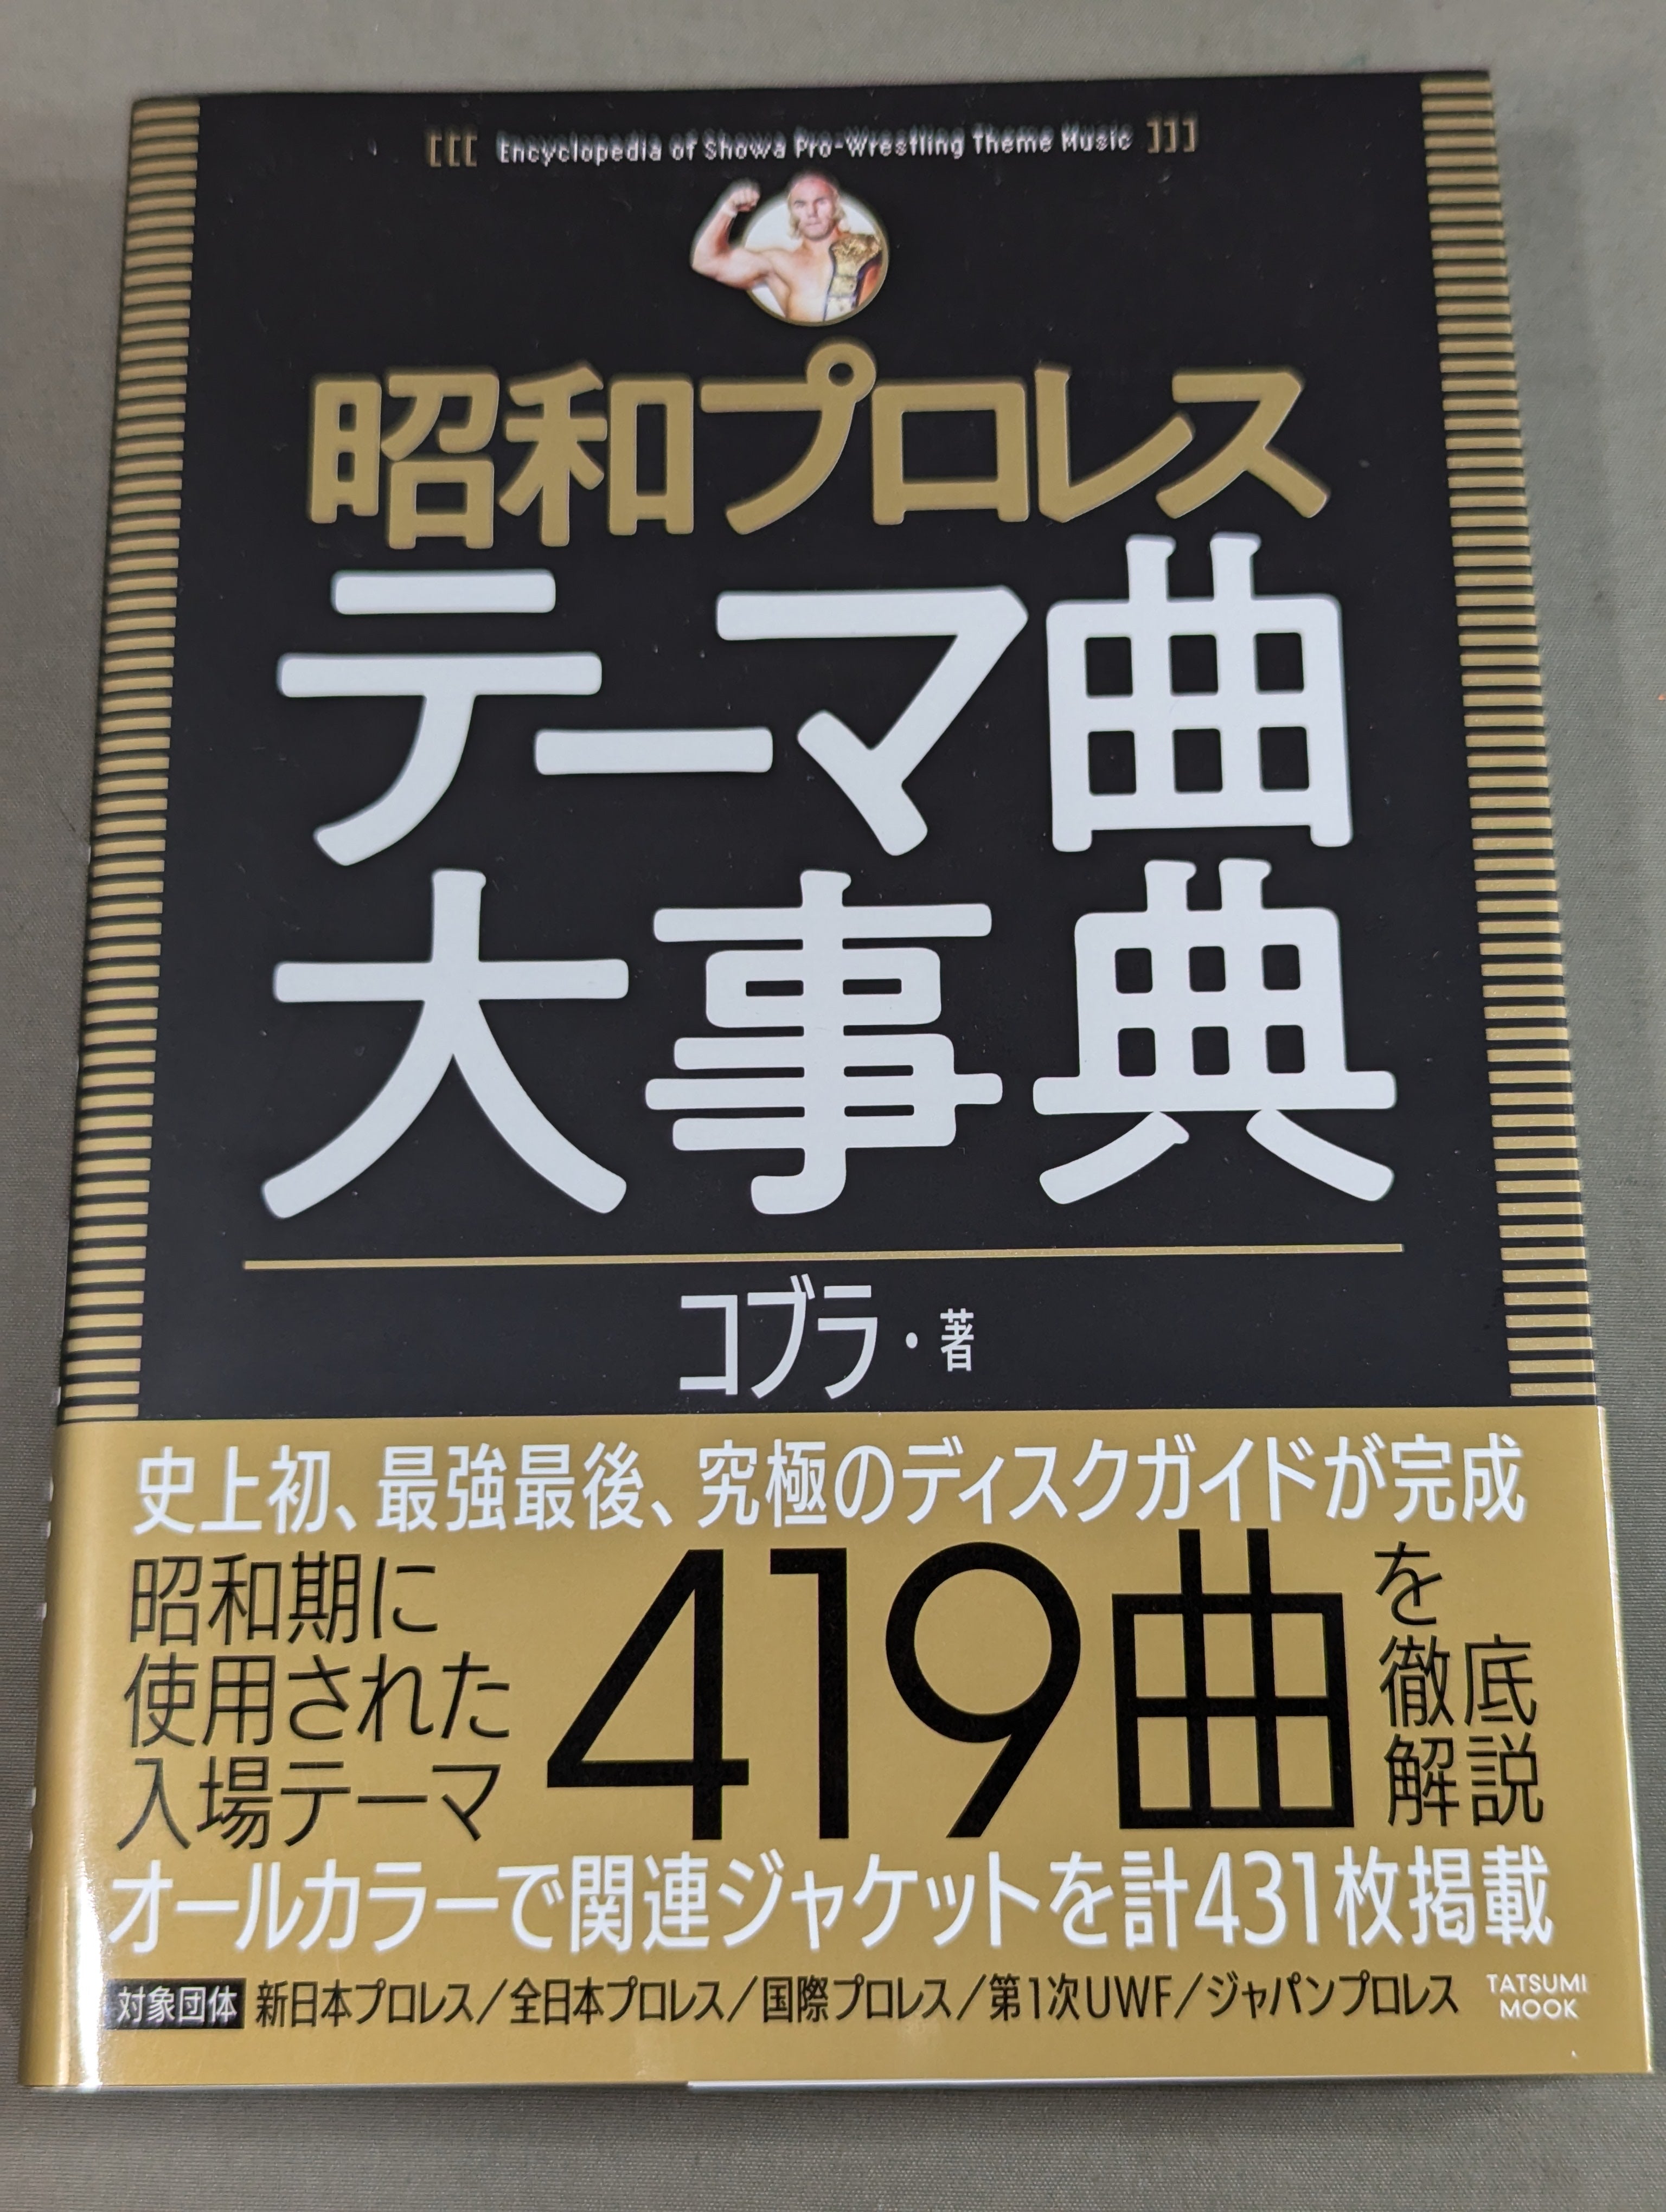 [[[ Encyclopedia of Showa Pro-Wrestling Theme Music ]]]
昭和プロレス
テーマ曲
大事典
コブラ・著
史上初、最強最後、究極のディスクガイドが完成
昭和期に
使用された
入場テーマ
419曲
を
徹底
解説
オールカラーで関連ジャケットを計431枚掲載
対象団体 新日本プロレス/全日本プロレス/国際プロレス/第1次UWF/ジャパンプロレス
TATSUMI
MOOK